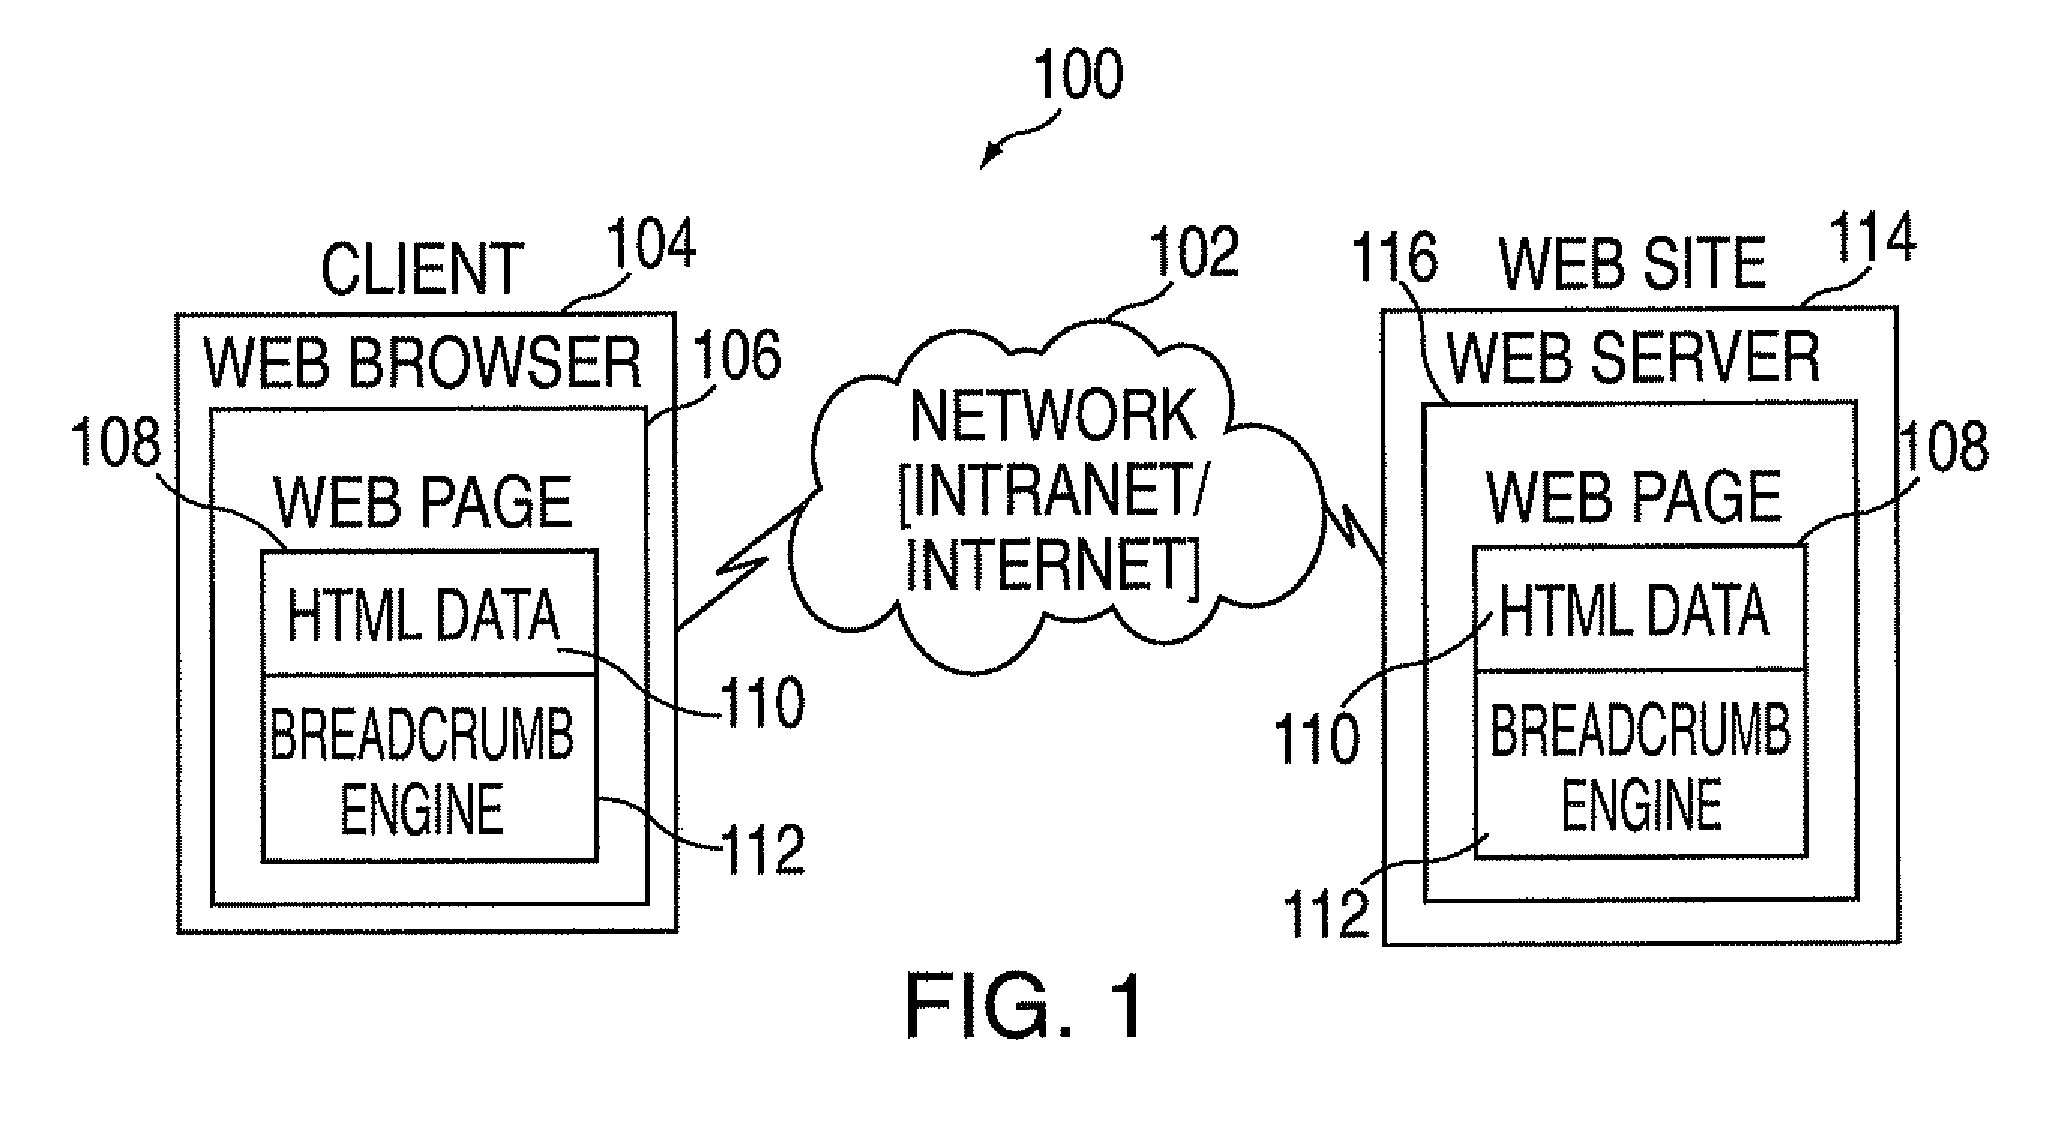 100
CLIENT
104
WEB BROWSER
106
108
WEB PAGE
HTML DATA
110
BREADCRUMB
ENGINE
112
102
NETWORK
[INTRANET/
INTERNET]
WEB SITE
114
116
WEB SERVER
108
WEB PAGE
HTML DATA
110
BREADCRUMB
ENGINE
112
FIG. 1